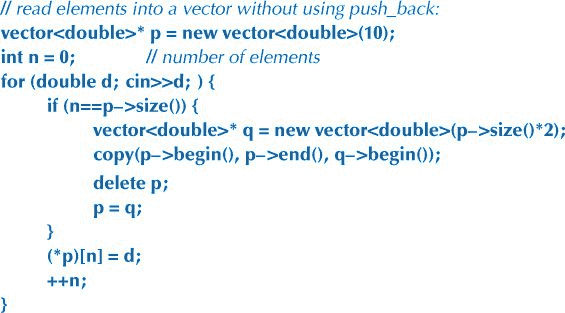 // read elements into a vector without using push_back:
vector<double>* p = new vector<double>(10);
int n = 0; // number of elements
for (double d; cin>>d; ) {
if (n==p–>size()) {
vector<double>* q = new vector<double>(p–>size()*2);
copy(p–>begin(), p–>end(), q–>begin());
delete p;
p = q;
}
(*p)[n] = d;
++n;
}